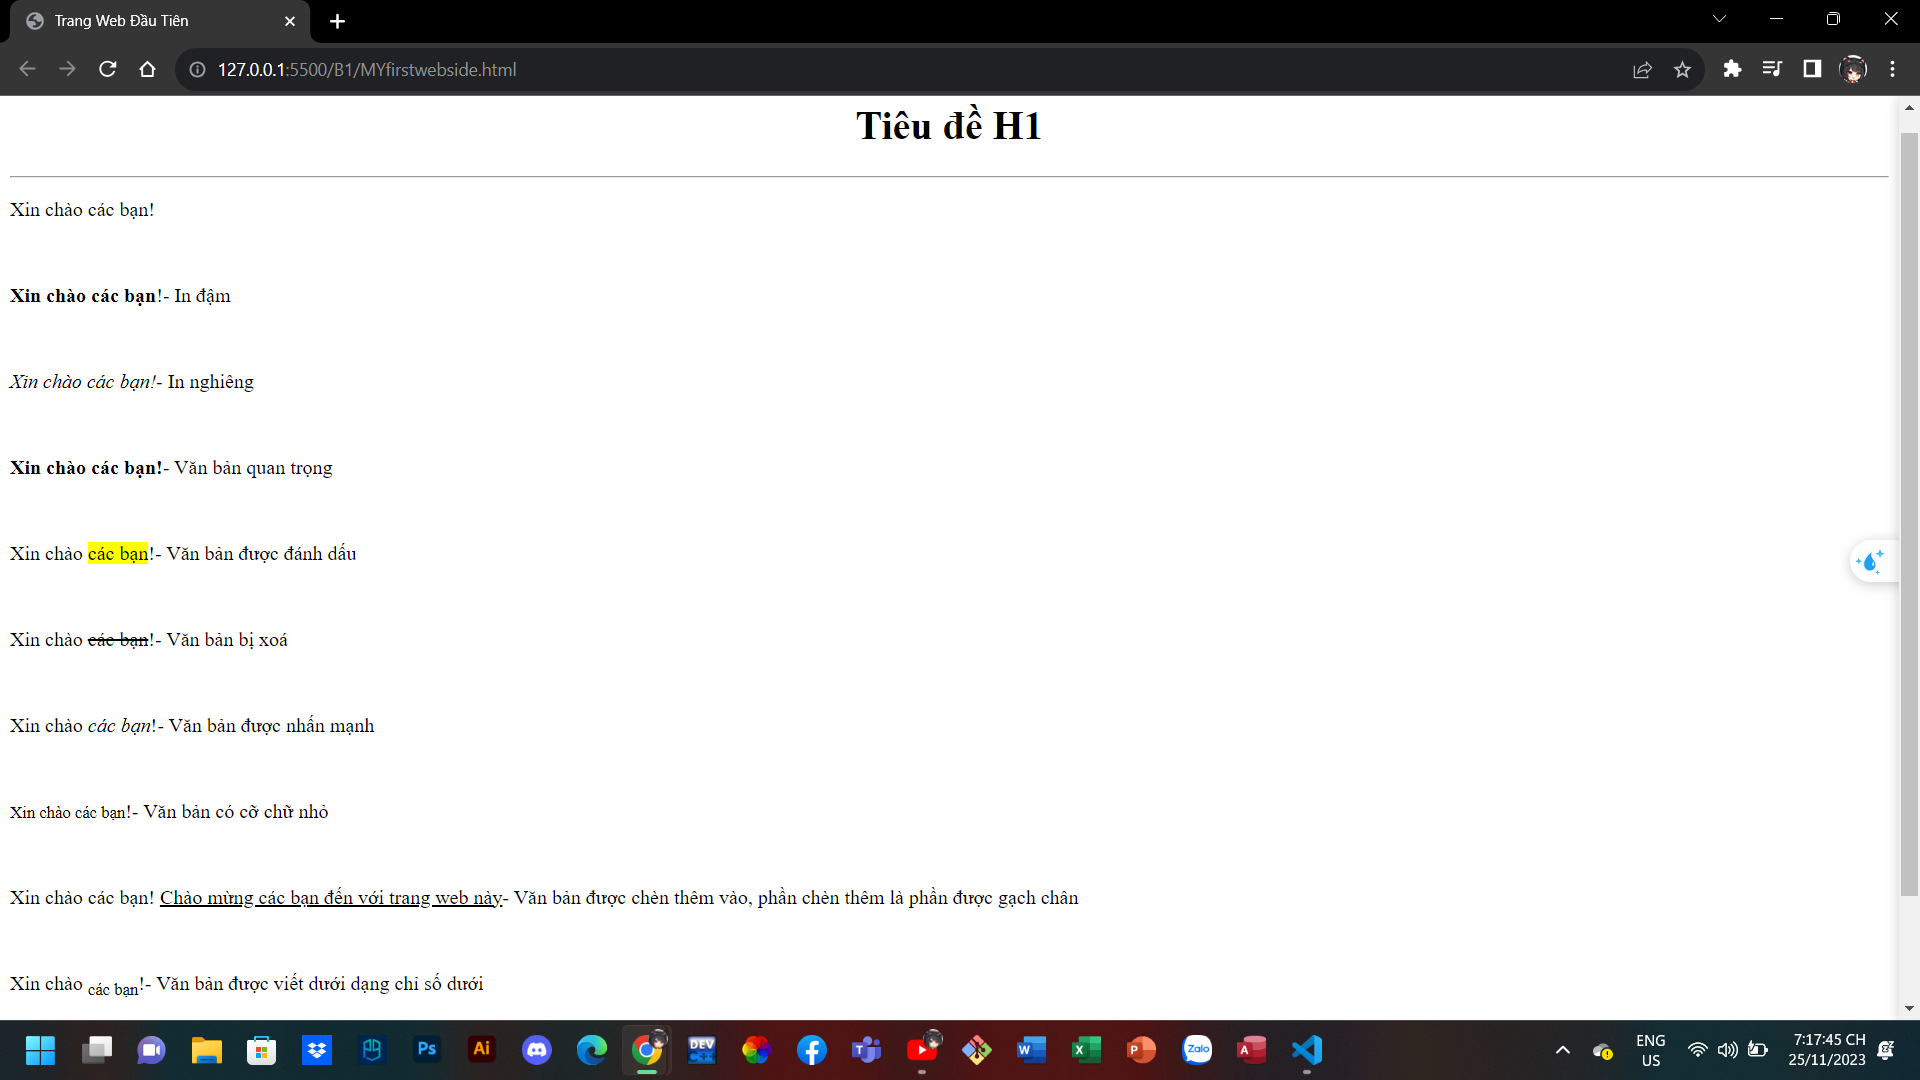 Trang Web Đầu Tiên
127.0.0.1:5500/B1/MYfirstwebside.html
Tiêu đề H1
Xin chào các bạn!
Xin chào các bạn!- In đậm
Xin chào các bạn!- In nghiêng
Xin chào các bạn!- Văn bản quan trọng
Xin chào các bạn!- Văn bản được đánh dấu
Xin chào các bạn!- Văn bản bị xoá
Xin chào các bạn!- Văn bản được nhấn mạnh
Xin chào các bạn!- Văn bản có cỡ chữ nhỏ
Xin chào các bạn! Chào mừng các bạn đến với trang web này- Văn bản được chèn thêm vào, phần chèn thêm là phần được gạch chân
Xin chào các bạn!- Văn bản được viết dưới dạng chỉ số dưới
Ps
Ai
DEV
C++
W
X
P
Zalo
A
ENG
US
7:17:45 CH
25/11/2023